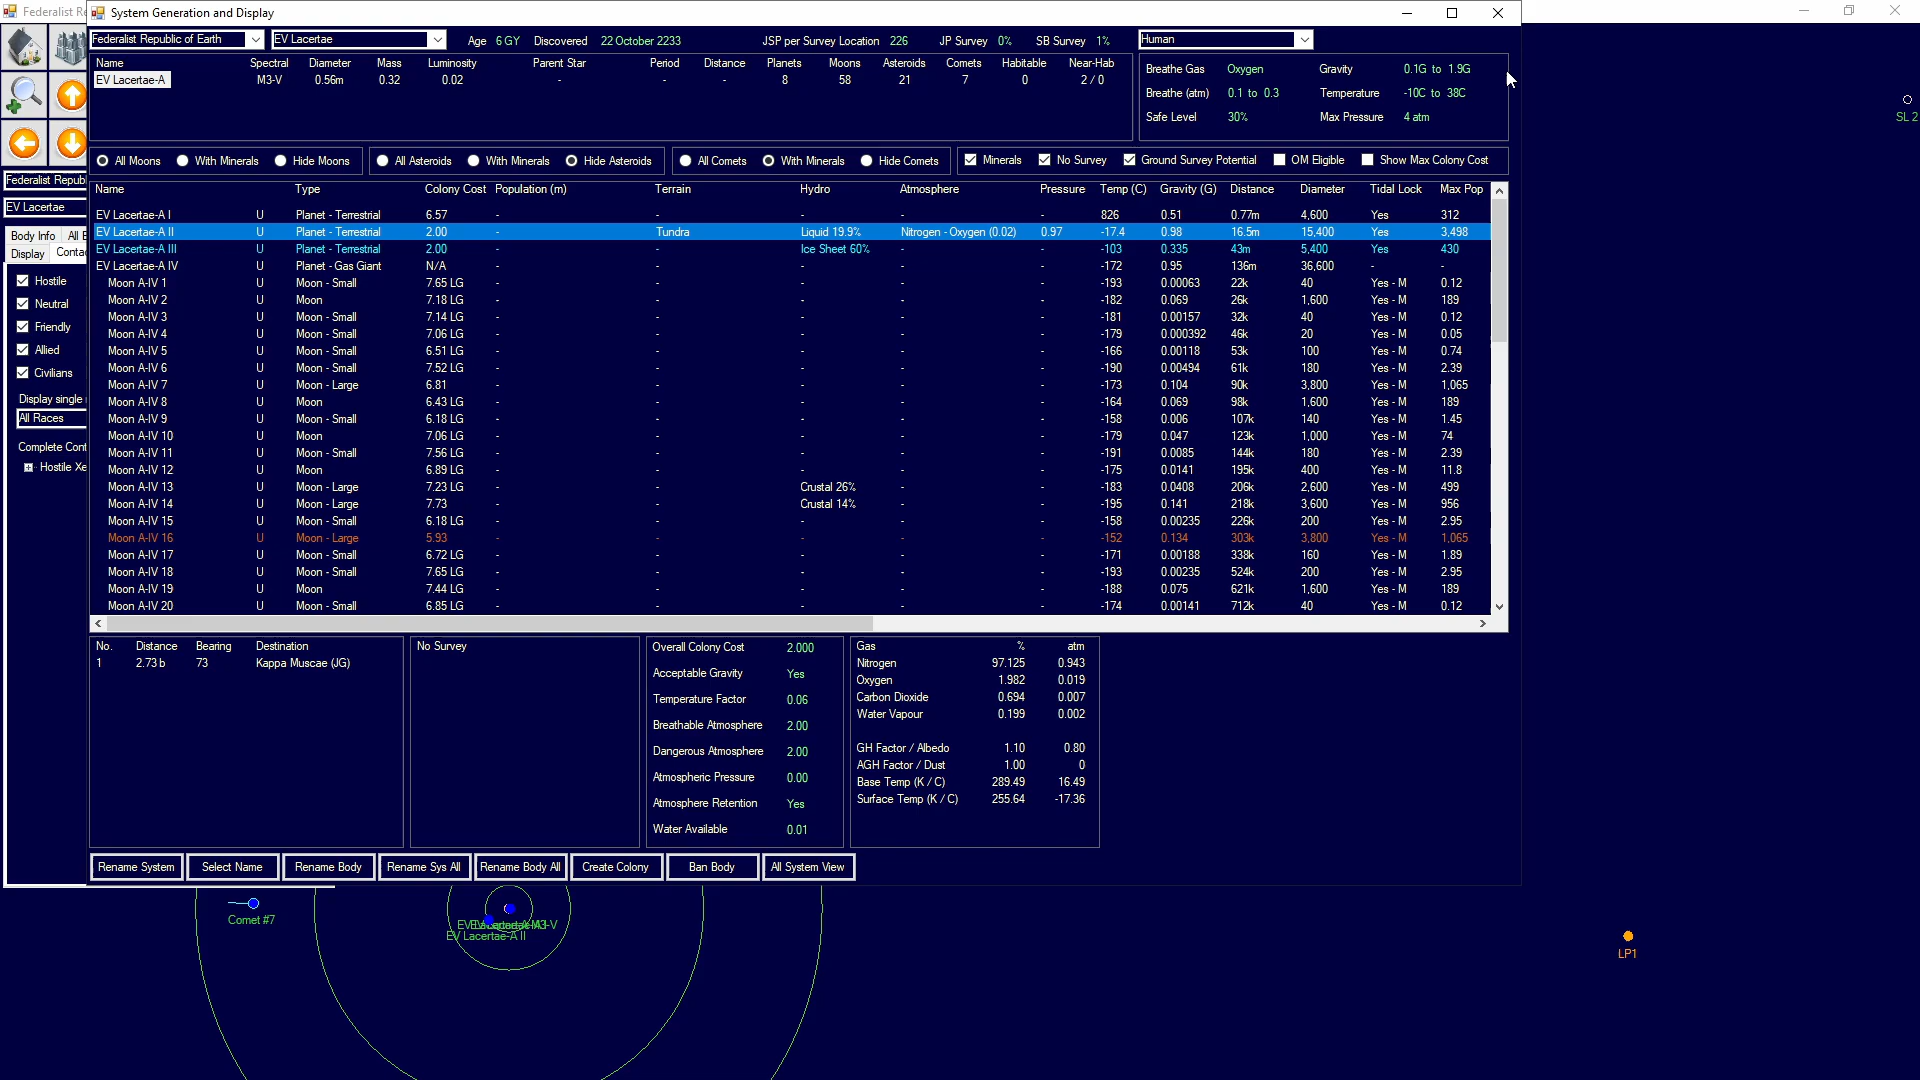 Federalist Re
System Generation and Display
Federalist Republic of Earth EV Lacertae Age 6 GY Discovered 22 October 2233 JSP per Survey Location 226 JP Survey 0% SB Survey 1% Human
Name Spectral Diameter Mass Luminosity Parent Star Period Distance Planets Moons Asteroids Comets Habitable Near-Hab
EV Lacertae-A M3-V 0.56m 0.32 0.02 - - - 8 58 21 7 0 2 / 0
Breathe Gas Oxygen Gravity 0.1G to 1.9G
Breathe (atm) 0.1 to 0.3 Temperature -10C to 38C
Safe Level 30% Max Pressure 4 atm
SL 2
All Moons With Minerals Hide Moons All Asteroids With Minerals Hide Asteroids All Comets With Minerals Hide Comets Minerals No Survey Ground Survey Potential OM Eligible Show Max Colony Cost
Name Type Colony Cost Population (m) Terrain Hydro Atmosphere Pressure Temp (C) Gravity (G) Distance Diameter Tidal Lock Max Pop
EV Lacertae-A I U Planet - Terrestrial 6.57 - - - - - 826 0.51 0.77m 4,600 Yes 312
EV Lacertae-A II U Planet - Terrestrial 2.00 - Tundra Liquid 19.9% Nitrogen - Oxygen (0.02) 0.97 -17.4 0.98 16.5m 15,400 Yes 3,498
EV Lacertae-A III U Planet - Terrestrial 2.00 - - Ice Sheet 60% - - -103 0.335 43m 5,400 Yes 430
EV Lacertae-A IV U Planet - Gas Giant N/A - - - - - -172 0.95 136m 36,600 - -
Moon A-IV 1 U Moon - Small 7.65 LG - - - - - -193 0.00063 22k 40 Yes - M 0.12
Moon A-IV 2 U Moon 7.18 LG - - - - - -182 0.069 26k 1,600 Yes - M 189
Moon A-IV 3 U Moon - Small 7.14 LG - - - - - -181 0.00157 32k 40 Yes - M 0.12
Moon A-IV 4 U Moon - Small 7.06 LG - - - - - -179 0.000392 46k 20 Yes - M 0.05
Moon A-IV 5 U Moon - Small 6.51 LG - - - - - -166 0.00118 53k 100 Yes - M 0.74
Moon A-IV 6 U Moon - Small 7.52 LG - - - - - -190 0.00494 61k 180 Yes - M 2.39
Moon A-IV 7 U Moon - Large 6.81 - - - - - -173 0.104 90k 3,800 Yes - M 1,065
Moon A-IV 8 U Moon 6.43 LG - - - - - -164 0.069 98k 1,600 Yes - M 189
Moon A-IV 9 U Moon - Small 6.18 LG - - - - - -158 0.006 107k 140 Yes - M 1.45
Moon A-IV 10 U Moon 7.06 LG - - - - - -179 0.047 123k 1,000 Yes - M 74
Moon A-IV 11 U Moon - Small 7.56 LG - - - - - -191 0.0085 144k 180 Yes - M 2.39
Moon A-IV 12 U Moon 6.89 LG - - - - - -175 0.0141 195k 400 Yes - M 11.8
Moon A-IV 13 U Moon - Large 7.23 LG - - Crustal 26% - - -183 0.0408 206k 2,600 Yes - M 499
Moon A-IV 14 U Moon - Large 7.73 - - Crustal 14% - - -195 0.141 218k 3,600 Yes - M 956
Moon A-IV 15 U Moon - Small 6.18 LG - - - - - -158 0.00235 226k 200 Yes - M 2.95
Moon A-IV 16 U Moon - Large 5.93 - - - - - -152 0.134 303k 3,800 Yes - M 1,065
Moon A-IV 17 U Moon - Small 6.72 LG - - - - - -171 0.00188 338k 160 Yes - M 1.89
Moon A-IV 18 U Moon - Small 7.65 LG - - - - - -193 0.00235 524k 200 Yes - M 2.95
Moon A-IV 19 U Moon 7.44 LG - - - - - -188 0.075 621k 1,600 Yes - M 189
Moon A-IV 20 U Moon - Small 6.85 LG - - - - - -174 0.00141 712k 40 Yes - M 0.12
Federalist Republ
EV Lacertae
Body Info All B
Display Contac
Hostile
Neutral
Friendly
Allied
Civilians
Display single
All Races
Complete Cont
Hostile Xe
No. Distance Bearing Destination
1 2.73 b 73 Kappa Muscae (JG)
No Survey
Overall Colony Cost 2.000
Acceptable Gravity Yes
Temperature Factor 0.06
Breathable Atmosphere 2.00
Dangerous Atmosphere 2.00
Atmospheric Pressure 0.00
Atmosphere Retention Yes
Water Available 0.01
Gas % atm
Nitrogen 97.125 0.943
Oxygen 1.982 0.019
Carbon Dioxide 0.694 0.007
Water Vapour 0.199 0.002
GH Factor / Albedo 1.10 0.80
AGH Factor / Dust 1.00 0
Base Temp (K / C) 289.49 16.49
Surface Temp (K / C) 255.64 -17.36
Rename System Select Name Rename Body Rename Sys All Rename Body All Create Colony Ban Body All System View
Comet #7
EV Lacertae-A II
LP1